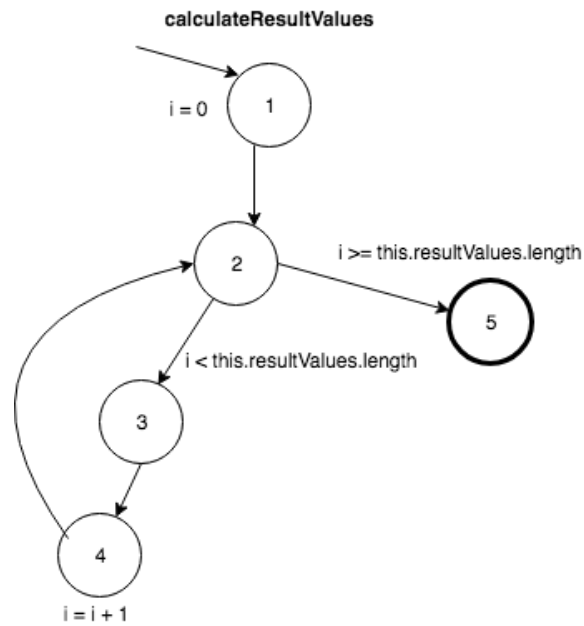 calculateResultValues
1
i = 0
2
i >= this.resultValues.length
5
i < this.resultValues.length
3
4
i = i + 1